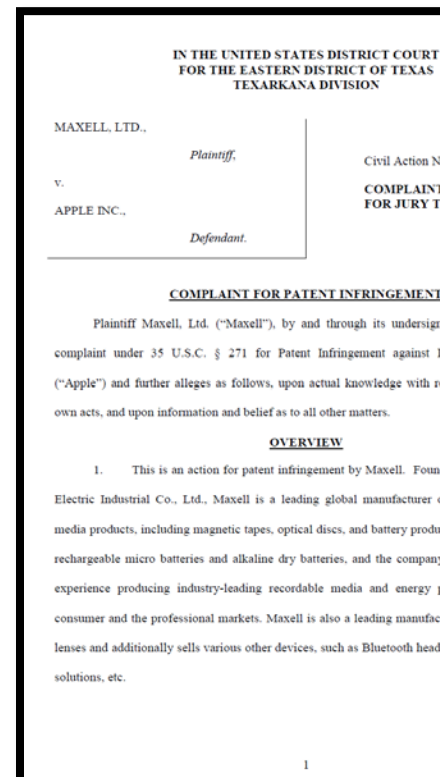 IN THE UNITED STATES DISTRICT COURT
FOR THE EASTERN DISTRICT OF TEXAS
TEXARKANA DIVISION
MAXELL, LTD.,
Plaintiff,
v.
APPLE INC.,
Defendant.
Civil Action N
COMPLAINT
FOR JURY T
COMPLAINT FOR PATENT INFRINGEMENT
Plaintiff Maxell, Ltd. (“Maxell”), by and through its undersign
complaint under 35 U.S.C. § 271 for Patent Infringement against
(“Apple”) and further alleges as follows, upon actual knowledge with r
own acts, and upon information and belief as to all other matters.
OVERVIEW
1. This is an action for patent infringement by Maxell. Foun
Electric Industrial Co., Ltd., Maxell is a leading global manufacturer
media products, including magnetic tapes, optical discs, and battery produ
rechargeable micro batteries and alkaline dry batteries, and the company
experience producing industry-leading recordable media and energy p
consumer and the professional markets. Maxell is also a leading manufac
lenses and additionally sells various other devices, such as Bluetooth head
solutions, etc.
1